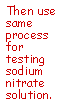 Then use
same
process
for
testing
sodium
nitrate
solution.